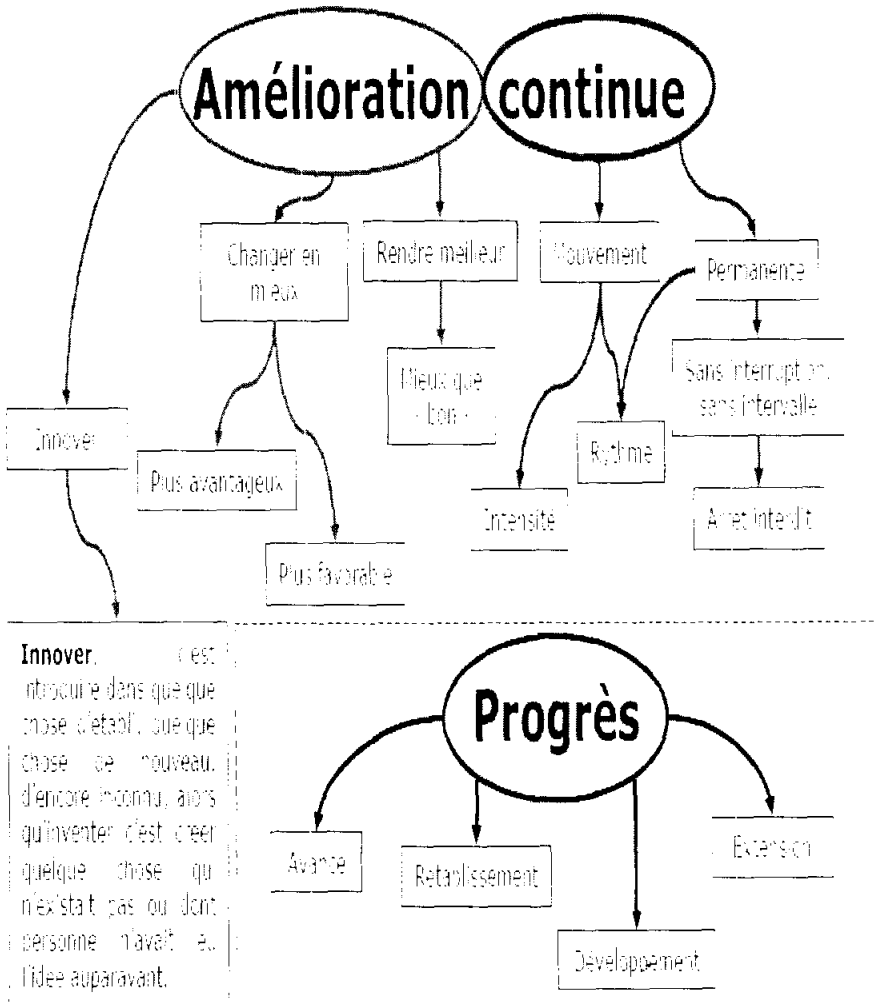 Amélioration continue
Changer en
mieux
Rendre meilleur
Mouvement
Permanente
Mieux que
« bon »
Sans interruption,
sans intervalle
Innover
Plus avantageux
Rythme
Intensité
Arret interdit
Plus favorable
Innover, c'est
introduire dans quelque
chose d'établi, quelque
chose de nouveau,
d'encore inconnu, alors
qu'inventer c'est créer
quelque chose qui
n'existait pas ou dont
personne n'avait eu
l'idée auparavant.
Progrès
Avance
Rétablissement
Extension
Développement